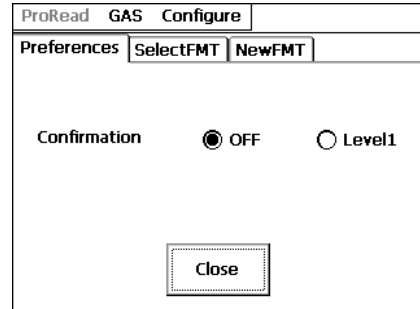 ProRead GAS Configure
Preferences SelectFMT NewFMT
Confirmation OFF Level1
Close